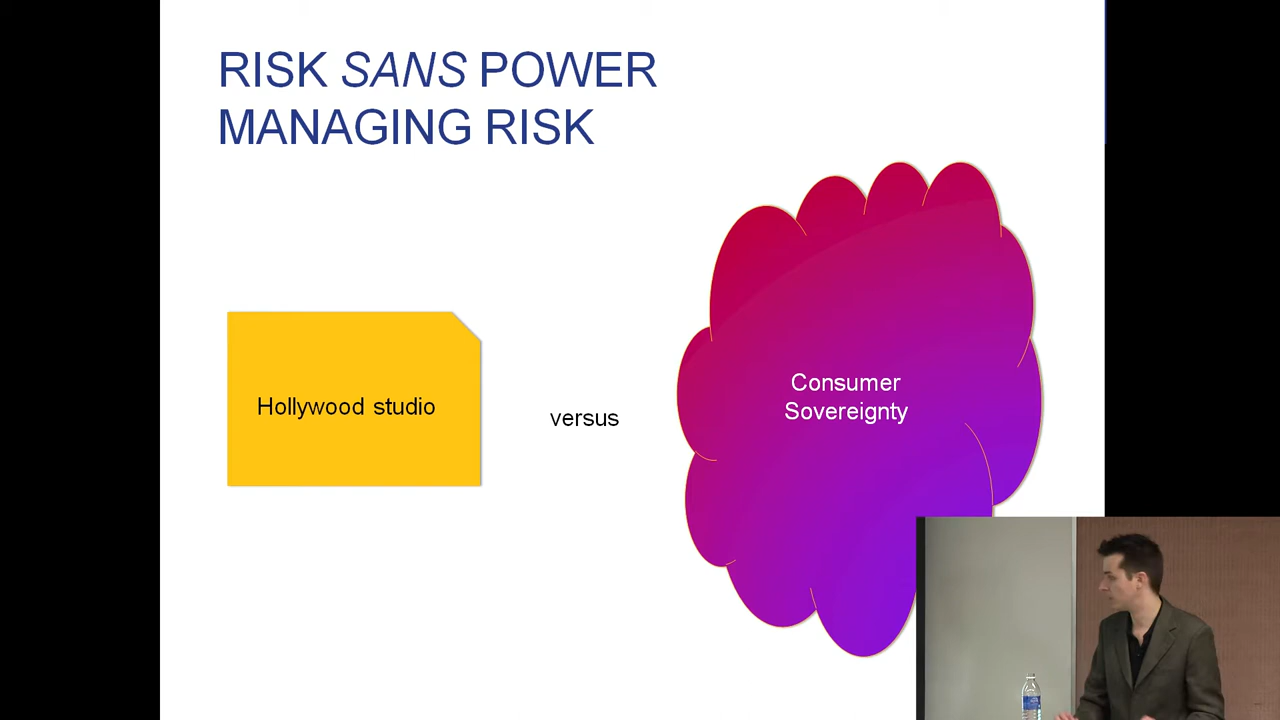 RISK SANS POWER
MANAGING RISK
Hollywood studio
versus
Consumer
Sovereignty